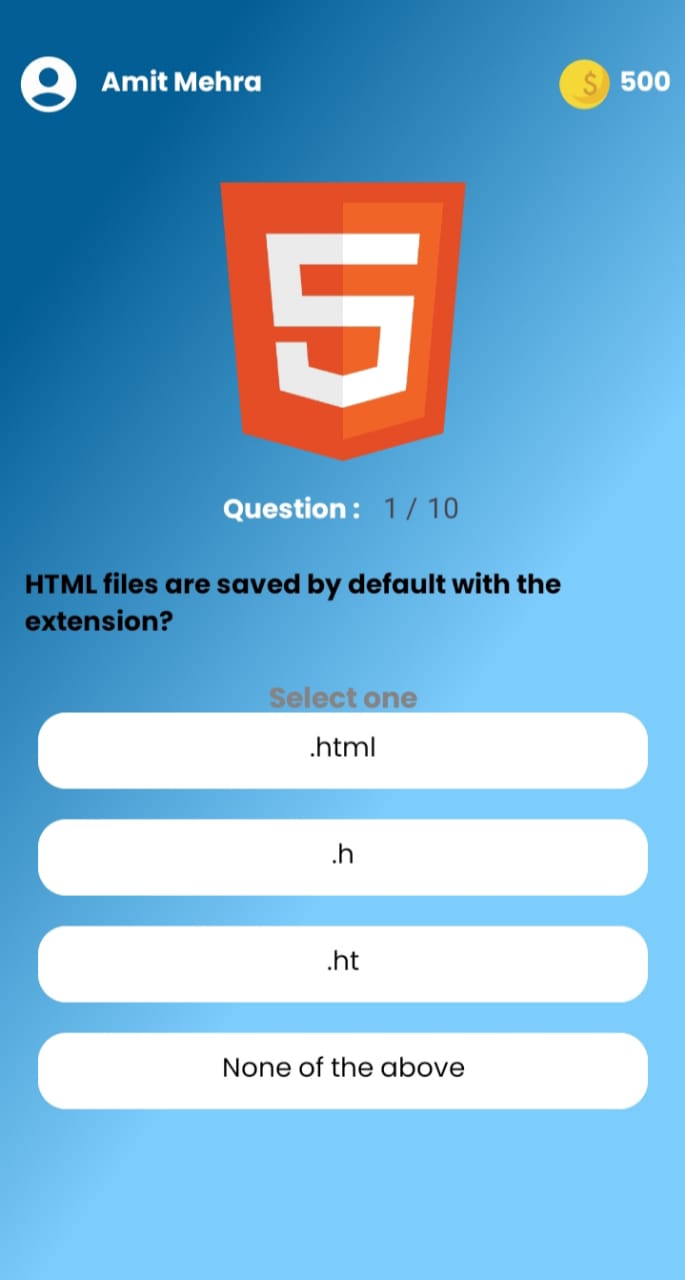 Amit Mehra
500
5
Question : 1 / 10
HTML files are saved by default with the
extension?
Select one
.html
.h
.ht
None of the above